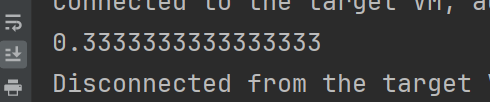 Connected to the target VM, a
0.3333333333333333
Disconnected from the target